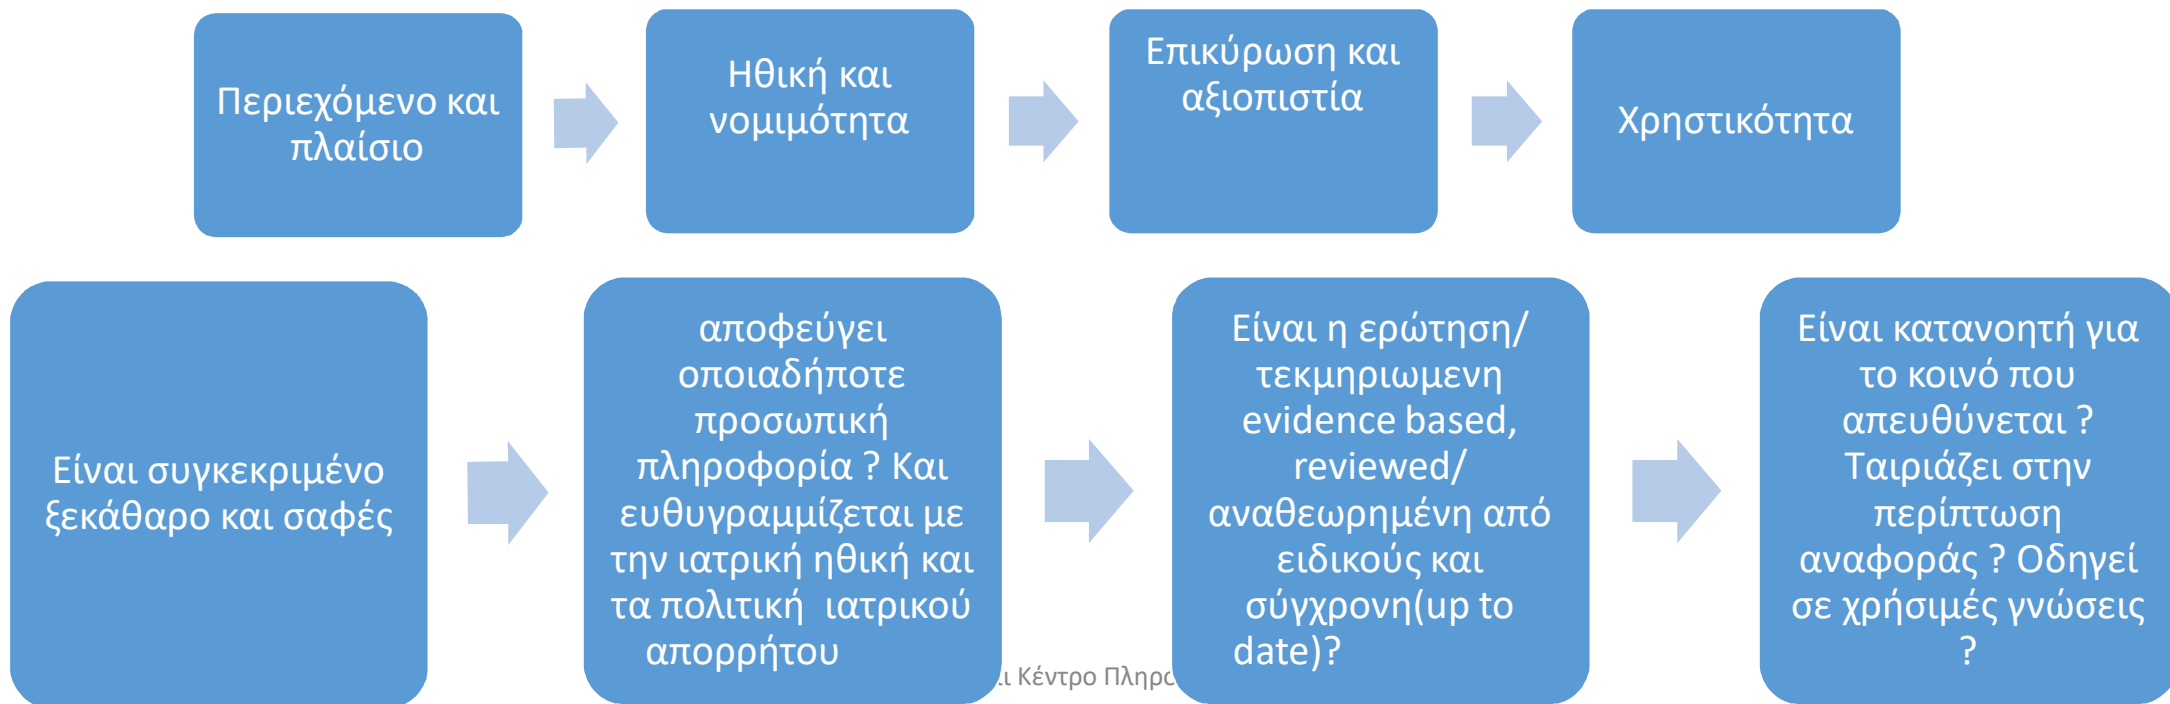 Περιεχόμενο και
πλαίσιο
Ηθική και
νομιμότητα
Επικύρωση και
αξιοπιστία
Χρηστικότητα
Είναι συγκεκριμένο
ξεκάθαρο και σαφές
αποφεύγει
οποιαδήποτε
προσωπική
πληροφορία ? Και
ευθυγραμμίζεται με
την ιατρική ηθική και
τα πολιτική ιατρικού
απορρήτου
Είναι η ερώτηση/
τεκμηριωμενη
evidence based,
reviewed/
αναθεωρημένη από
ειδικούς και
σύγχρονη(up to
date)?
Είναι κατανοητή για
το κοινό που
απευθύνεται ?
Ταιριάζει στην
περίπτωση
αναφοράς ? Οδηγεί
σε χρήσιμές γνώσεις
?
Κέντρο